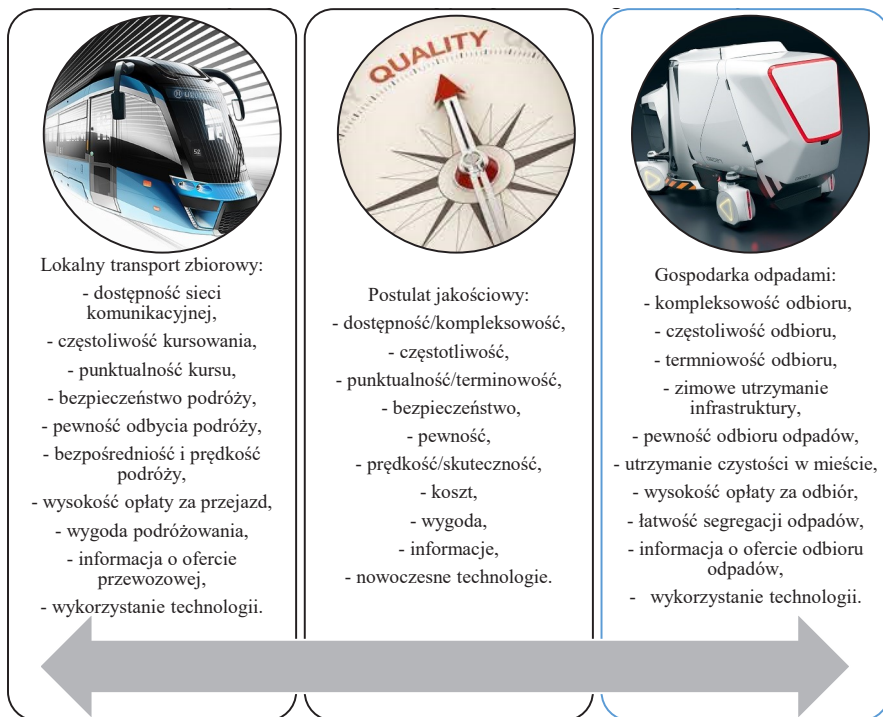 Lokalny transport zbiorowy:
- dostępność sieci
komunikacyjnej,
- częstoliwość kursowania,
- punktualność kursu,
- bezpieczeństwo podróży,
- pewność odbycia podróży,
- bezpośredniość i prędkość
podróży,
- wysokość opłaty za przejazd,
- wygoda podróżowania,
- informacja o ofercie
przewozowej,
- wykorzystanie technologii.
QUALITY
Postulat jakościowy:
- dostępność/kompleksowość,
- częstotliwość,
- punktualność/terminowość,
- bezpieczeństwo,
- pewność,
- prędkość/skuteczność,
- koszt,
- wygoda,
- informacje,
- nowoczesne technologie.
Gospodarka odpadami:
- kompleksowość odbioru,
- częstoliwość odbioru,
- termniowość odbioru,
- zimowe utrzymanie
infrastruktury,
- pewność odbioru odpadów,
- utrzymanie czystości w mieście,
- wysokość opłaty za odbiór,
- łatwość segregacji odpadów,
- informacja o ofercie odbioru
odpadów,
- wykorzystanie technologii.